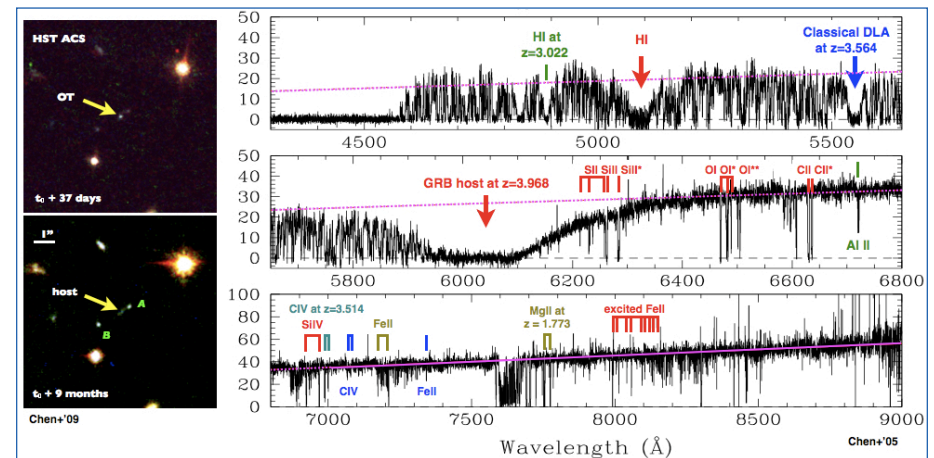 HST ACS
OT
t₀ + 37 days
1"
host
A
B
t₀ + 9 months
Chen+'09
50
40
30
20
10
0
HI at
z=3.022
HI
Classical DLA
at z=3.564
4500
5000
5500
50
40
30
20
10
0
GRB host at z=3.968
SII SiII SiII*
OI OI* OI**
CII CII*
Al II
5800
6000
6200
6400
6600
6800
100
80
60
40
20
0
CIV at z=3.514
SiIV
FeII
MgII at
z = 1.773
excited FeII
CIV
FeII
7000
7500
8000
8500
9000
Wavelength (Å)
Chen+'05